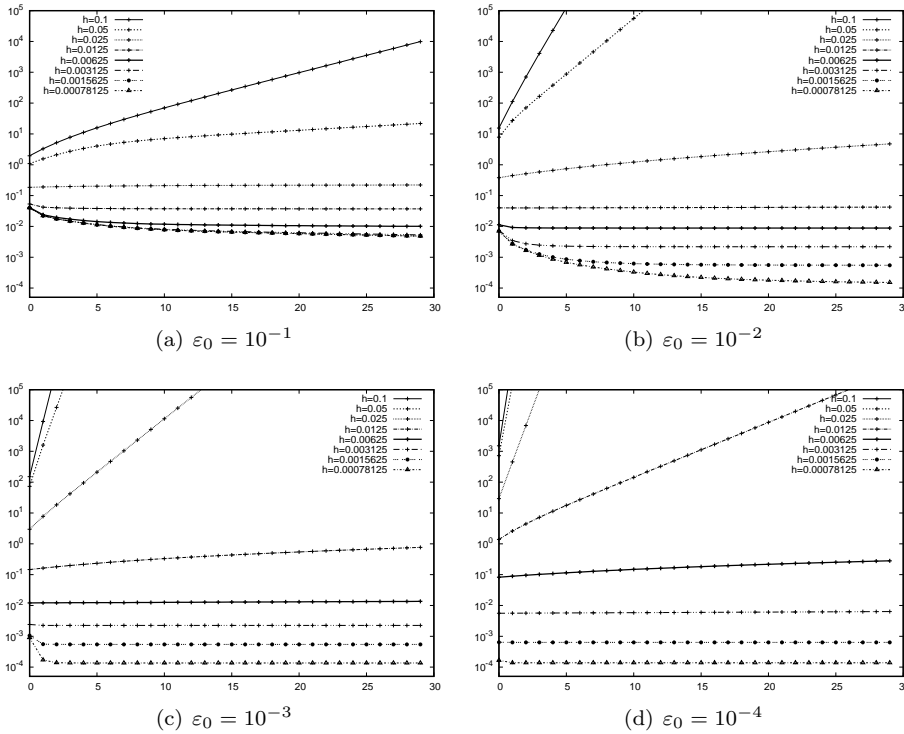 h=0.1
h=0.05
h=0.025
h=0.0125
h=0.00625
h=0.003125
h=0.0015625
h=0.00078125
10^5
10^4
10^3
10^2
10^1
10^0
10^-1
10^-2
10^-3
10^-4
0 5 10 15 20 25 30
(a) ε₀ = 10⁻¹
h=0.1
h=0.05
h=0.025
h=0.0125
h=0.00625
h=0.003125
h=0.0015625
h=0.00078125
10^5
10^4
10^3
10^2
10^1
10^0
10^-1
10^-2
10^-3
10^-4
0 5 10 15 20 25 30
(b) ε₀ = 10⁻²
h=0.1
h=0.05
h=0.025
h=0.0125
h=0.00625
h=0.003125
h=0.0015625
h=0.00078125
10^5
10^4
10^3
10^2
10^1
10^0
10^-1
10^-2
10^-3
10^-4
0 5 10 15 20 25 30
(c) ε₀ = 10⁻³
h=0.1
h=0.05
h=0.025
h=0.0125
h=0.00625
h=0.003125
h=0.0015625
h=0.00078125
10^5
10^4
10^3
10^2
10^1
10^0
10^-1
10^-2
10^-3
10^-4
0 5 10 15 20 25 30
(d) ε₀ = 10⁻⁴